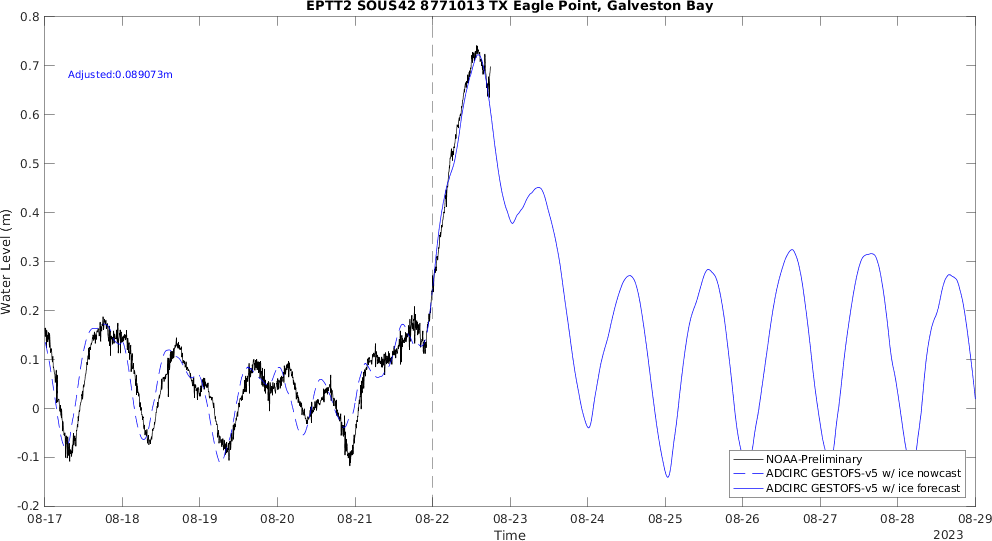 EPTT2 SOUS42 8771013 TX Eagle Point, Galveston Bay
Adjusted:0.089073m
Water Level (m)
0.8
0.7
0.6
0.5
0.4
0.3
0.2
0.1
0
-0.1
-0.2
NOAA-Preliminary
ADCIRC GESTOFS-v5 w/ ice nowcast
ADCIRC GESTOFS-v5 w/ ice forecast
08-17 08-18 08-19 08-20 08-21 08-22 08-23 08-24 08-25 08-26 08-27 08-28 08-29
Time
2023